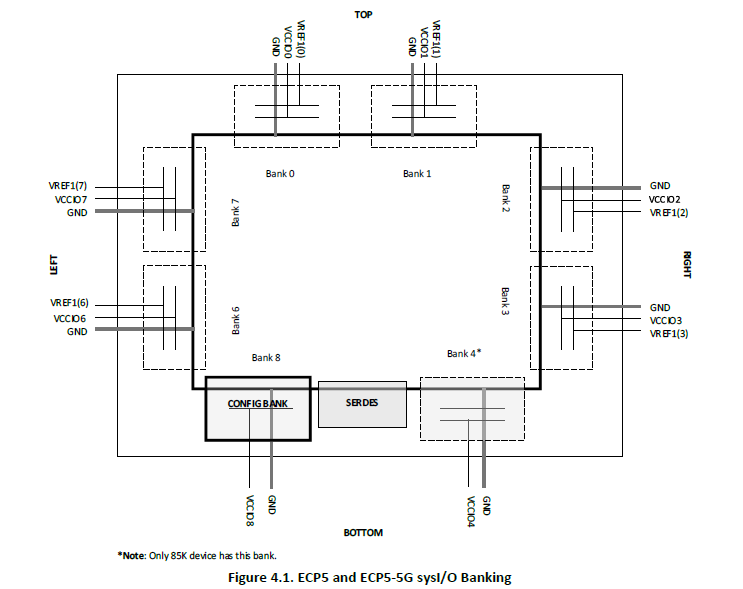 TOP
GND
VCCIO0
VREF1(0)
GND
VCCIO1
VREF1(1)
Bank 0
Bank 1
VREF1(7)
VCCIO7
GND
Bank 7
Bank 2
GND
VCCIO2
VREF1(2)
LEFT
RIGHT
VREF1(6)
VCCIO6
GND
Bank 6
Bank 3
GND
VCCIO3
VREF1(3)
Bank 8
Bank 4*
CONFIG BANK
SERDES
VCCIO8
GND
VCCIO4
GND
BOTTOM
*Note: Only 85K device has this bank.
Figure 4.1. ECP5 and ECP5-5G sysI/O Banking